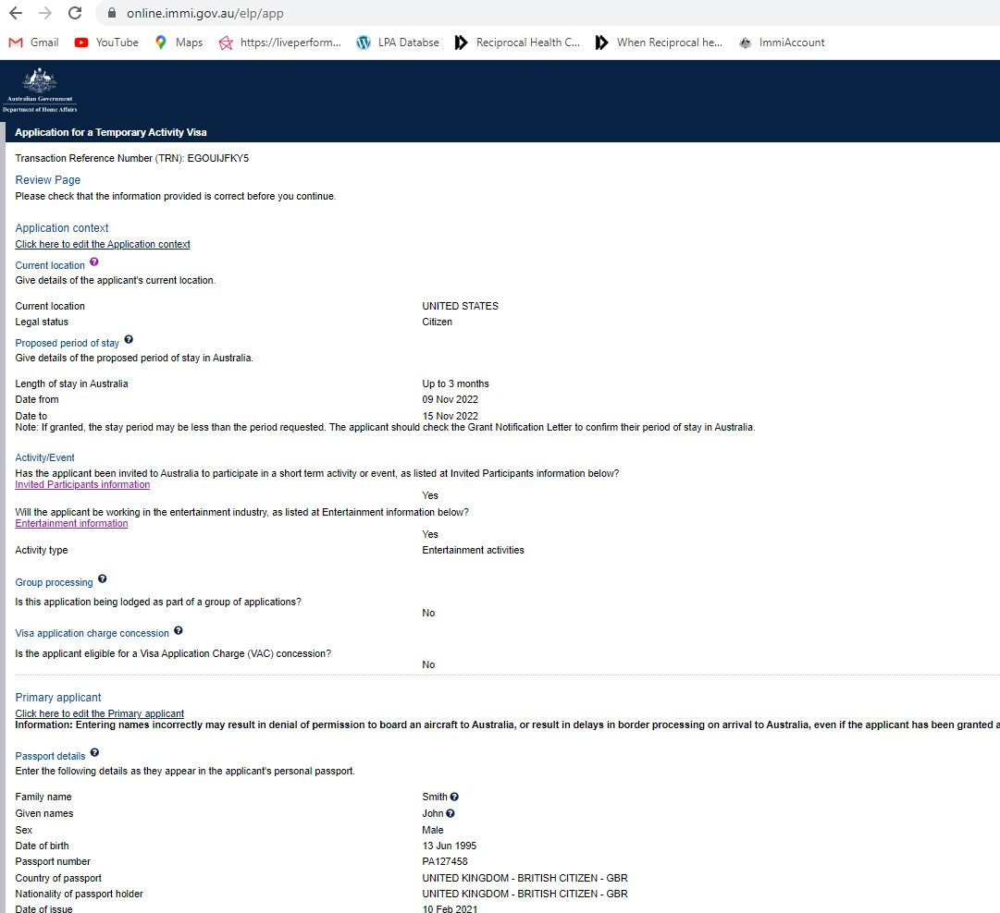 online.immi.gov.au/elp/app
Gmail YouTube Maps https://liveperform... LPA Databse Reciprocal Health C... When Reciprocal he... ImmiAccount
Australian Government
Department of Home Affairs
Application for a Temporary Activity Visa
Transaction Reference Number (TRN): EGOUIJFKY5
Review Page
Please check that the information provided is correct before you continue.
Application context
Click here to edit the Application context
Current location ?
Give details of the applicant's current location.
Current location UNITED STATES
Legal status Citizen
Proposed period of stay ?
Give details of the proposed period of stay in Australia.
Length of stay in Australia Up to 3 months
Date from 09 Nov 2022
Date to 15 Nov 2022
Note: If granted, the stay period may be less than the period requested. The applicant should check the Grant Notification Letter to confirm their period of stay in Australia.
Activity/Event
Has the applicant been invited to Australia to participate in a short term activity or event, as listed at Invited Participants information below?
Invited Participants information
Yes
Will the applicant be working in the entertainment industry, as listed at Entertainment information below?
Entertainment information
Yes
Activity type Entertainment activities
Group processing ?
Is this application being lodged as part of a group of applications?
No
Visa application charge concession ?
Is the applicant eligible for a Visa Application Charge (VAC) concession?
No
Primary applicant
Click here to edit the Primary applicant
Information: Entering names incorrectly may result in denial of permission to board an aircraft to Australia, or result in delays in border processing on arrival to Australia, even if the applicant has been granted a
Passport details ?
Enter the following details as they appear in the applicant's personal passport.
Family name Smith ?
Given names John ?
Sex Male
Date of birth 13 Jun 1995
Passport number PA127458
Country of passport UNITED KINGDOM - BRITISH CITIZEN - GBR
Nationality of passport holder UNITED KINGDOM - BRITISH CITIZEN - GBR
Date of issue 10 Feb 2021